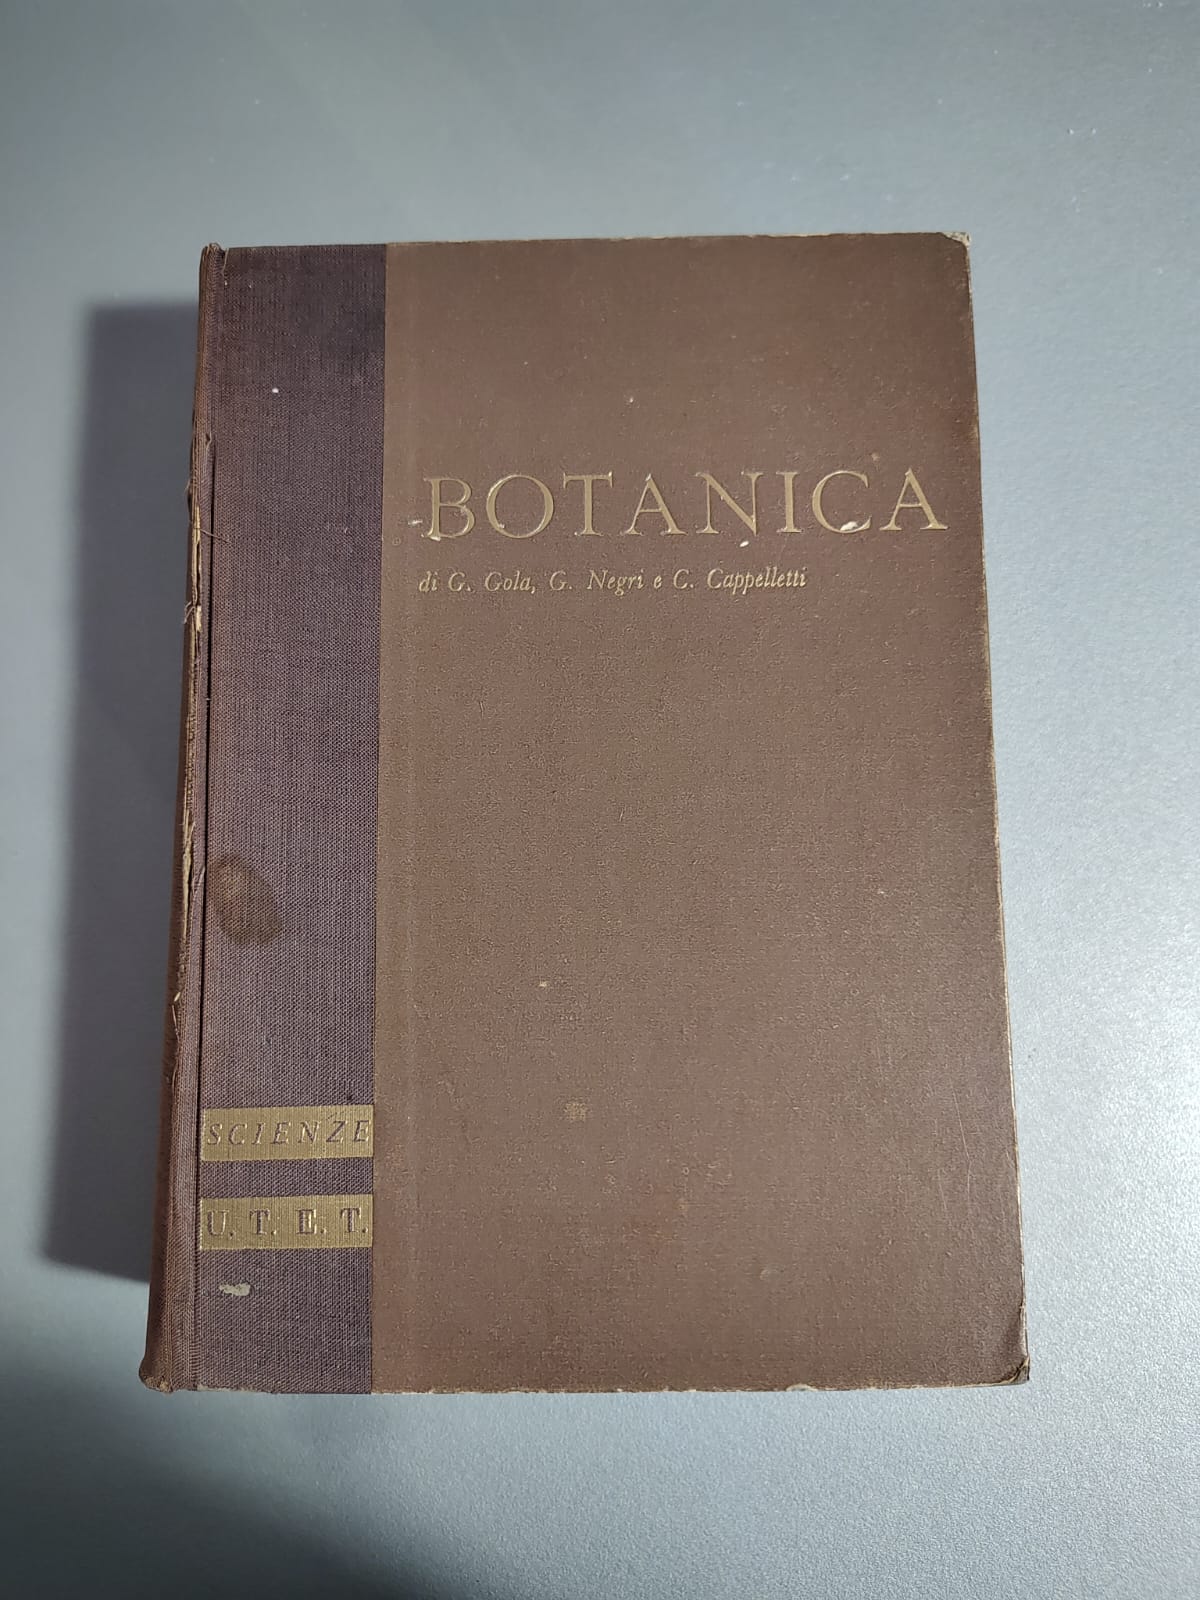 BOTANICA
di G. Gola, G. Negri e C. Cappelletti
SCIENZE
U. T. E. T.